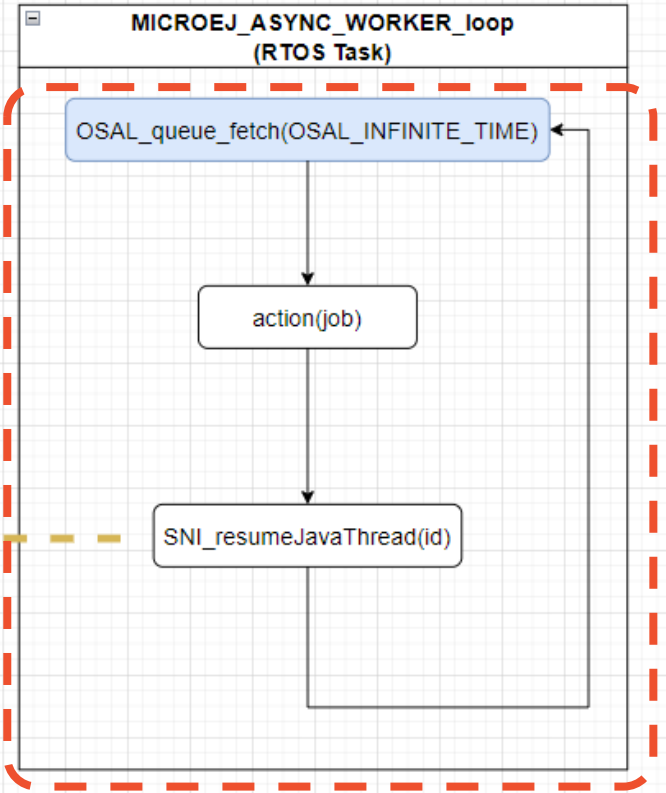 MICROEJ_ASYNC_WORKER_loop
(RTOS Task)
OSAL_queue_fetch(OSAL_INFINITE_TIME)
action(job)
SNI_resumeJavaThread(id)